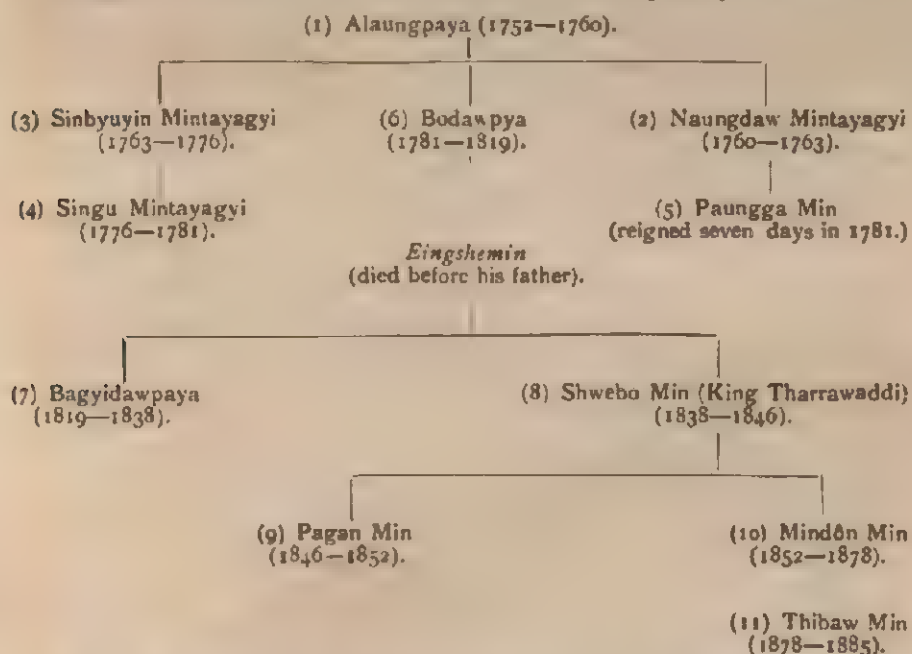 (1) Alaungpaya (1752—1760).
(3) Sinbyuyin Mintayagyi
(1763—1776).
(6) Bodawpya
(1781—1819).
(2) Naungdaw Mintayagyi
(1760—1763).
(4) Singu Mintayagyi
(1776—1781).
(5) Paungga Min
(reigned seven days in 1781.)
Eingshemin
(died before his father).
(7) Bagyidawpaya
(1819—1838).
(8) Shwebo Min (King Tharrawaddi)
(1838—1846).
(9) Pagan Min
(1846—1852).
(10) Mindôn Min
(1852—1878).
(11) Thibaw Min
(1878—1885).